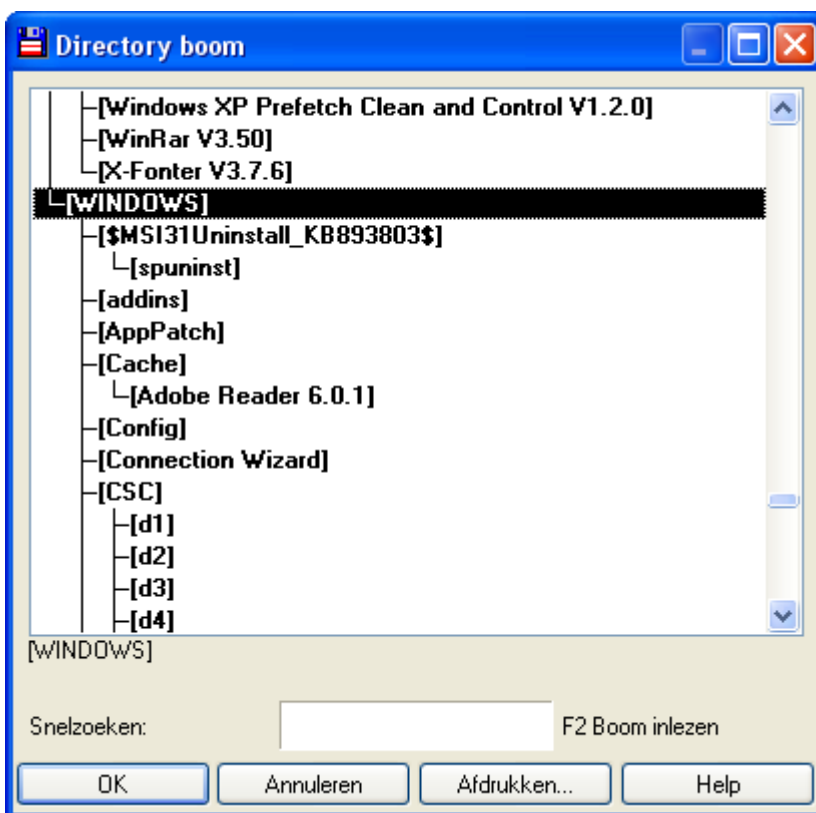 Directory boom
[Windows XP Prefetch Clean and Control V1.2.0]
[WinRar V3.50]
[X-Fonter V3.7.6]
[WINDOWS]
[$MSI31Uninstall_KB893803$]
[spuninst]
[addins]
[AppPatch]
[Cache]
[Adobe Reader 6.0.1]
[Config]
[Connection Wizard]
[CSC]
[d1]
[d2]
[d3]
[d4]
[WINDOWS]
Snelzoeken: F2 Boom inlezen
OK Annuleren Afdrukken... Help